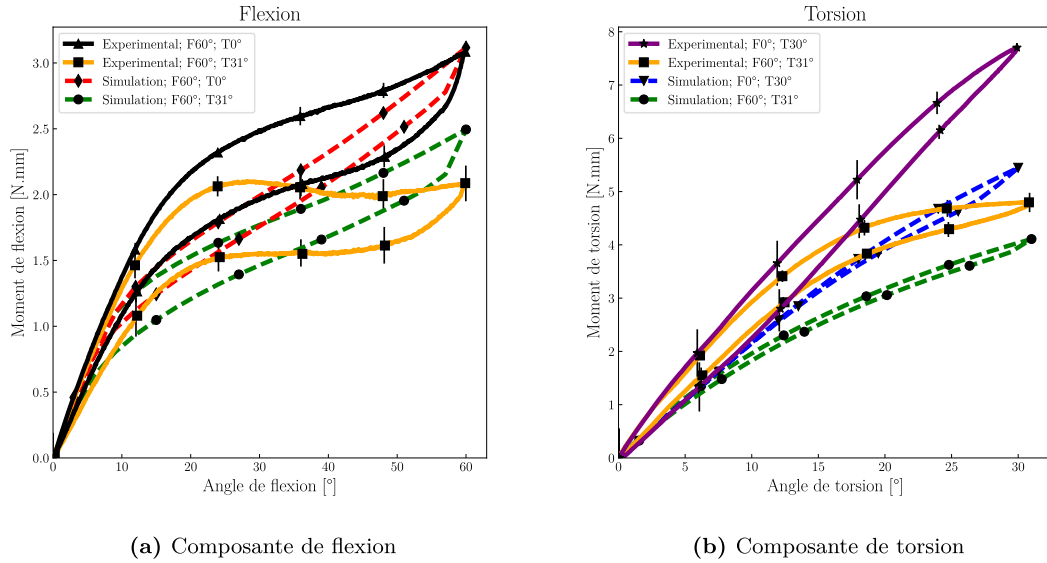 Flexion
Experimental; F60°; T0°
Experimental; F60°; T31°
Simulation; F60°; T0°
Simulation; F60°; T31°
3.0
2.5
2.0
1.5
1.0
0.5
0.0
Moment de flexion [N.mm]
0
10
20
30
40
50
60
Angle de flexion [°]
(a) Composante de flexion
Torsion
Experimental; F0°; T30°
Experimental; F60°; T31°
Simulation; F0°; T30°
Simulation; F60°; T31°
8
7
6
5
4
3
2
1
0
Moment de torsion [N.mm]
0
5
10
15
20
25
30
Angle de torsion [°]
(b) Composante de torsion